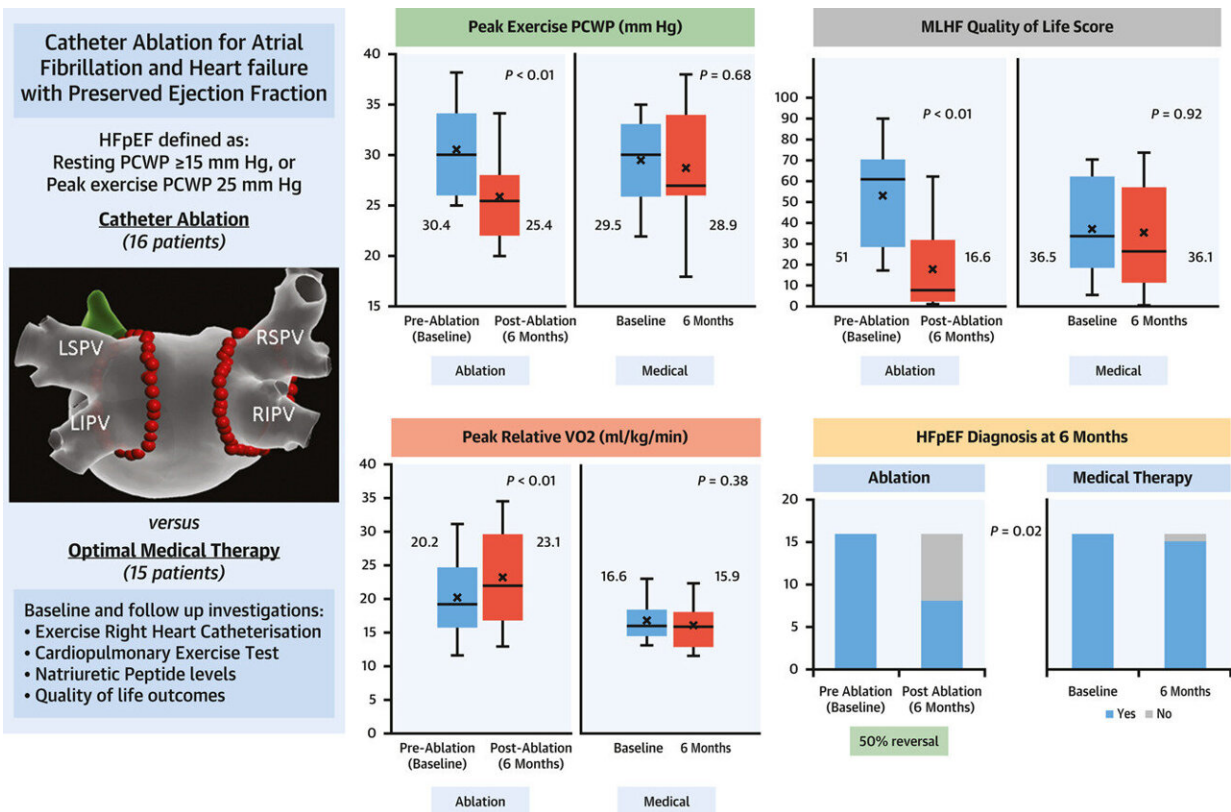 Catheter Ablation for Atrial
Fibrillation and Heart failure
with Preserved Ejection Fraction
HFpEF defined as:
Resting PCWP ≥15 mm Hg, or
Peak exercise PCWP 25 mm Hg
Catheter Ablation
(16 patients)
LSPV
RSPV
LIPV
RIPV
versus
Optimal Medical Therapy
(15 patients)
Baseline and follow up investigations:
• Exercise Right Heart Catheterisation
• Cardiopulmonary Exercise Test
• Natriuretic Peptide levels
• Quality of life outcomes
Peak Exercise PCWP (mm Hg)
40
35
30
25
20
15
P < 0.01
30.4
25.4
Pre-Ablation
(Baseline)
Post-Ablation
(6 Months)
Ablation
P = 0.68
29.5
28.9
Baseline
6 Months
Medical
MLHF Quality of Life Score
100
90
80
70
60
50
40
30
20
10
0
P < 0.01
51
16.6
Pre-Ablation
(Baseline)
Post-Ablation
(6 Months)
Ablation
P = 0.92
36.5
36.1
Baseline
6 Months
Medical
Peak Relative VO2 (ml/kg/min)
40
35
30
25
20
15
10
5
0
P < 0.01
20.2
23.1
Pre-Ablation
(Baseline)
Post-Ablation
(6 Months)
Ablation
P = 0.38
16.6
15.9
Baseline
6 Months
Medical
HFpEF Diagnosis at 6 Months
Ablation
20
15
10
5
0
Pre Ablation
(Baseline)
Post Ablation
(6 Months)
50% reversal
P = 0.02
Medical Therapy
Baseline
6 Months
Yes
No